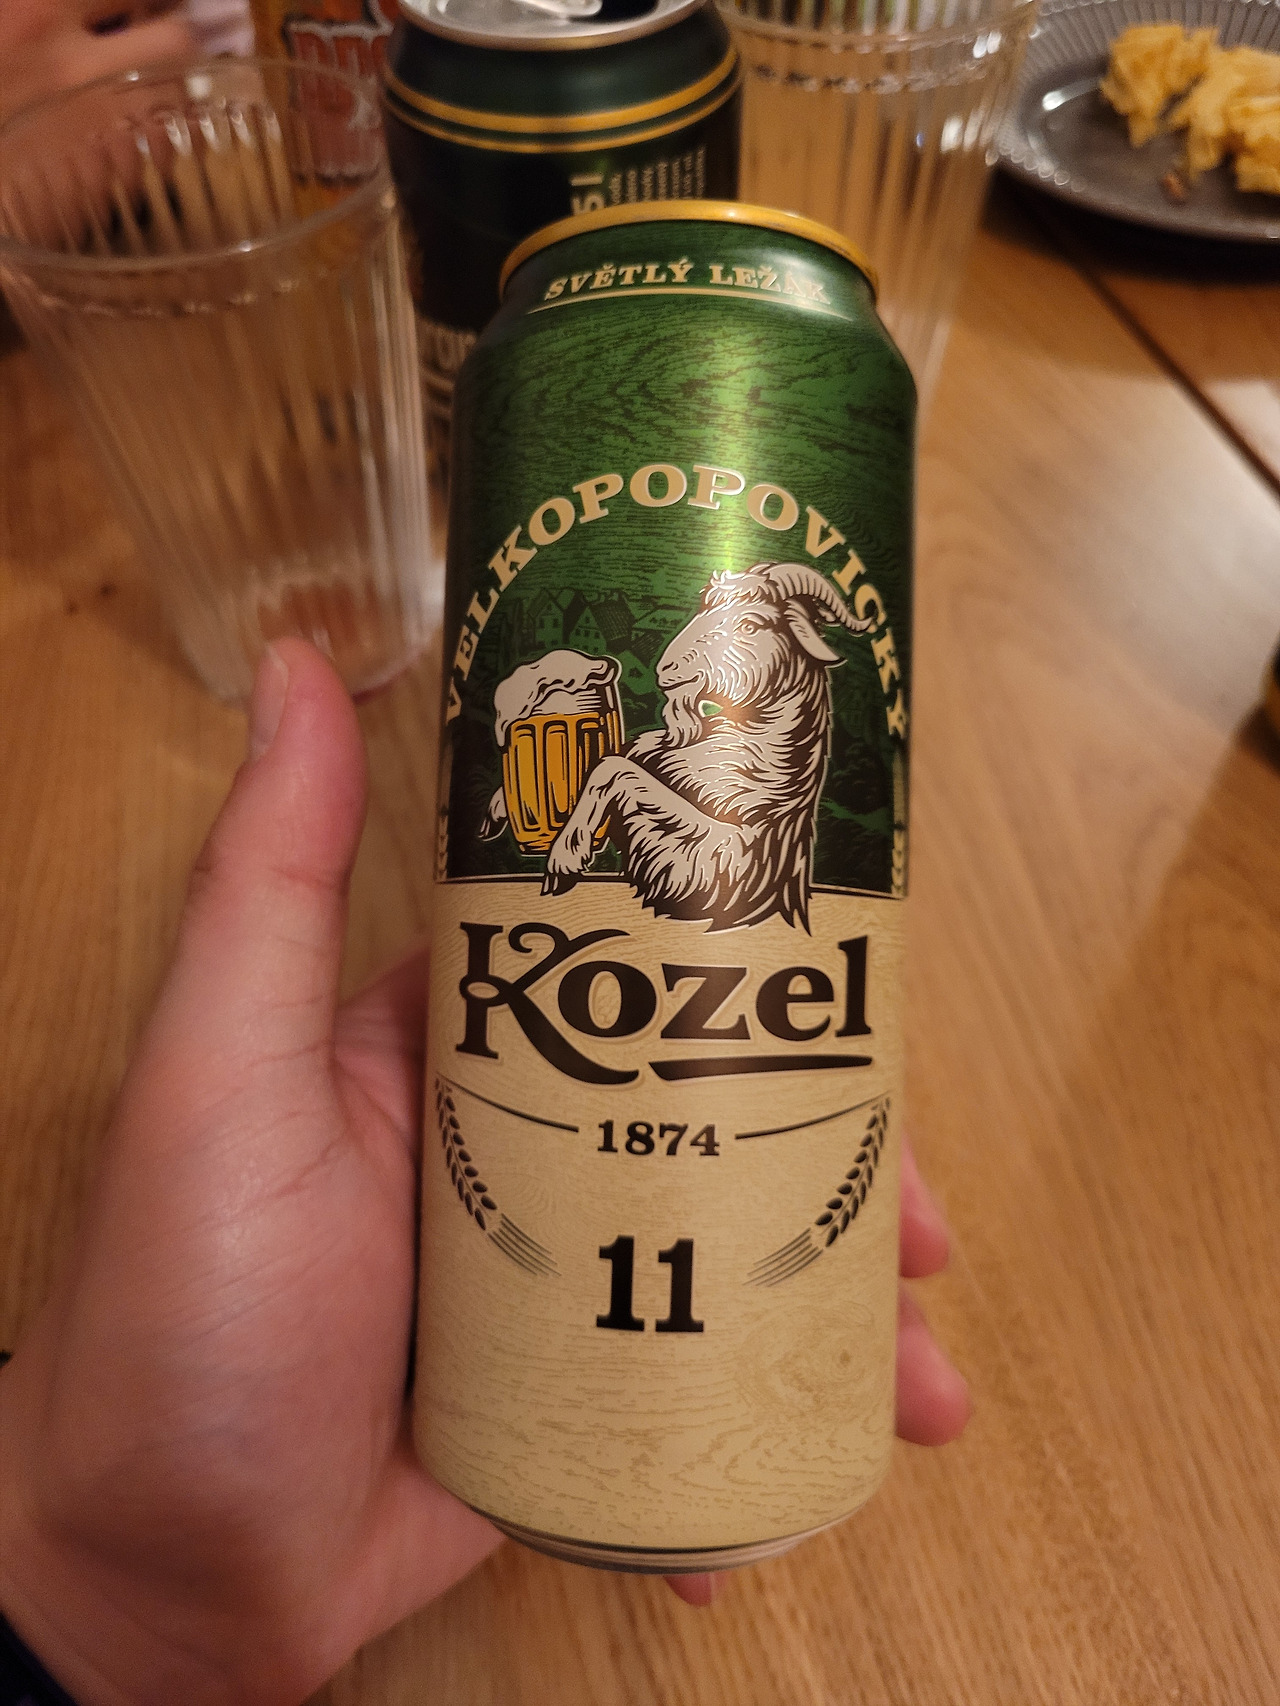 SVĚTLÝ LEŽÁK
VELKOPOPOVICKÝ
Kozel
1874
11